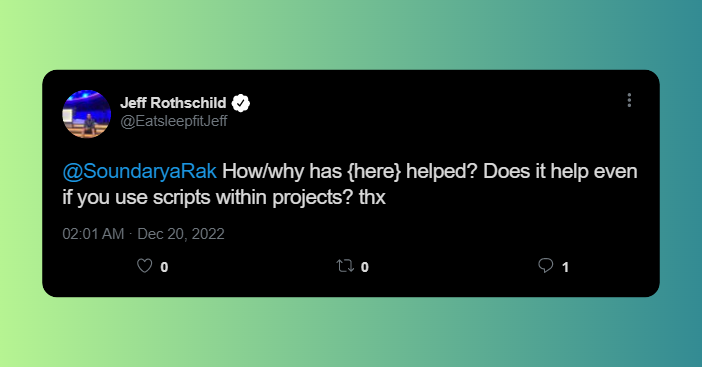 Jeff Rothschild
@EatsleepfitJeff
@SoundaryaRak How/why has {here} helped? Does it help even
if you use scripts within projects? thx
02:01 AM · Dec 20, 2022
0 0 1